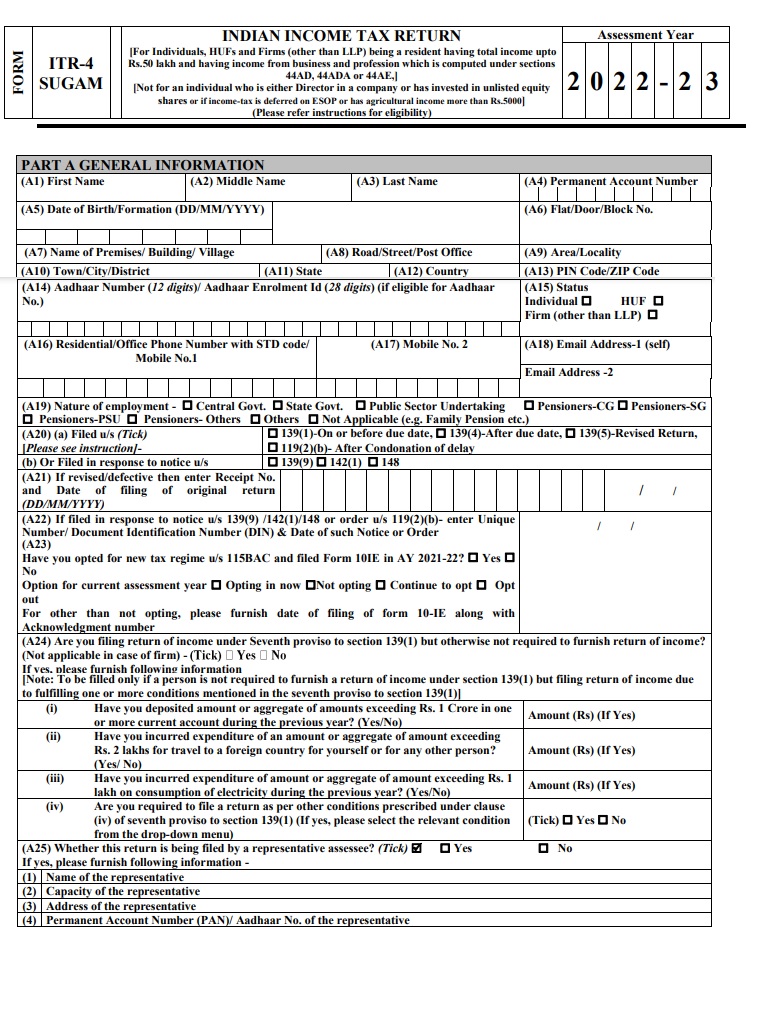 FORM
ITR-4
SUGAM
INDIAN INCOME TAX RETURN
[For Individuals, HUFs and Firms (other than LLP) being a resident having total income upto
Rs.50 lakh and having income from business and profession which is computed under sections
44AD, 44ADA or 44AE,]
[Not for an individual who is either Director in a company or has invested in unlisted equity
shares or if income-tax is deferred on ESOP or has agricultural income more than Rs.5000]
(Please refer instructions for eligibility)
Assessment Year
2 0 2 2 - 2 3
PART A GENERAL INFORMATION
(A1) First Name
(A2) Middle Name
(A3) Last Name
(A4) Permanent Account Number
(A5) Date of Birth/Formation (DD/MM/YYYY)
(A6) Flat/Door/Block No.
(A7) Name of Premises/ Building/ Village
(A8) Road/Street/Post Office
(A9) Area/Locality
(A10) Town/City/District
(A11) State
(A12) Country
(A13) PIN Code/ZIP Code
(A14) Aadhaar Number (12 digits)/ Aadhaar Enrolment Id (28 digits) (if eligible for Aadhaar
No.)
(A15) Status
Individual ☐ HUF ☐
Firm (other than LLP) ☐
(A16) Residential/Office Phone Number with STD code/
Mobile No.1
(A17) Mobile No. 2
(A18) Email Address-1 (self)
Email Address -2
(A19) Nature of employment - ☐ Central Govt. ☐ State Govt. ☐ Public Sector Undertaking ☐ Pensioners-CG ☐ Pensioners-SG
☐ Pensioners-PSU ☐ Pensioners- Others ☐ Others ☐ Not Applicable (e.g. Family Pension etc.)
(A20) (a) Filed u/s (Tick)
[Please see instruction]-
☐ 139(1)-On or before due date, ☐ 139(4)-After due date, ☐ 139(5)-Revised Return,
☐ 119(2)(b)- After Condonation of delay
(b) Or Filed in response to notice u/s
☐ 139(9) ☐ 142(1) ☐ 148
(A21) If revised/defective then enter Receipt No.
and Date of filing of original return
(DD/MM/YYYY)
/ /
(A22) If filed in response to notice u/s 139(9) /142(1)/148 or order u/s 119(2)(b)- enter Unique
Number/ Document Identification Number (DIN) & Date of such Notice or Order
/ /
(A23)
Have you opted for new tax regime u/s 115BAC and filed Form 10IE in AY 2021-22? ☐ Yes ☐
No
Option for current assessment year ☐ Opting in now ☐Not opting ☐ Continue to opt ☐ Opt
out
For other than not opting, please furnish date of filing of form 10-IE along with
Acknowledgment number
(A24) Are you filing return of income under Seventh proviso to section 139(1) but otherwise not required to furnish return of income?
(Not applicable in case of firm) - (Tick) ☐ Yes ☐ No
If yes, please furnish following information
[Note: To be filled only if a person is not required to furnish a return of income under section 139(1) but filing return of income due
to fulfilling one or more conditions mentioned in the seventh proviso to section 139(1)]
(i) Have you deposited amount or aggregate of amounts exceeding Rs. 1 Crore in one
or more current account during the previous year? (Yes/No)
Amount (Rs) (If Yes)
(ii) Have you incurred expenditure of an amount or aggregate of amount exceeding
Rs. 2 lakhs for travel to a foreign country for yourself or for any other person?
(Yes/ No)
Amount (Rs) (If Yes)
(iii) Have you incurred expenditure of amount or aggregate of amount exceeding Rs. 1
lakh on consumption of electricity during the previous year? (Yes/No)
Amount (Rs) (If Yes)
(iv) Are you required to file a return as per other conditions prescribed under clause
(iv) of seventh proviso to section 139(1) (If yes, please select the relevant condition
from the drop-down menu)
(Tick) ☐ Yes ☐ No
(A25) Whether this return is being filed by a representative assessee? (Tick) ☑ ☐ Yes ☐ No
If yes, please furnish following information -
(1) Name of the representative
(2) Capacity of the representative
(3) Address of the representative
(4) Permanent Account Number (PAN)/ Aadhaar No. of the representative